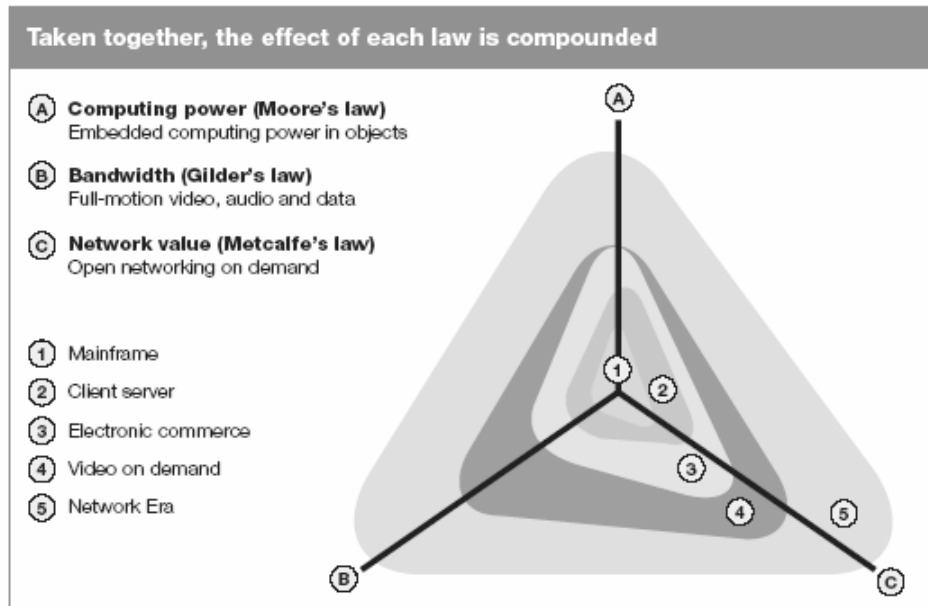 Taken together, the effect of each law is compounded
A Computing power (Moore's law)
Embedded computing power in objects
B Bandwidth (Gilder's law)
Full-motion video, audio and data
C Network value (Metcalfe's law)
Open networking on demand
1 Mainframe
2 Client server
3 Electronic commerce
4 Video on demand
5 Network Era
A
1
2
3
4
5
B
C